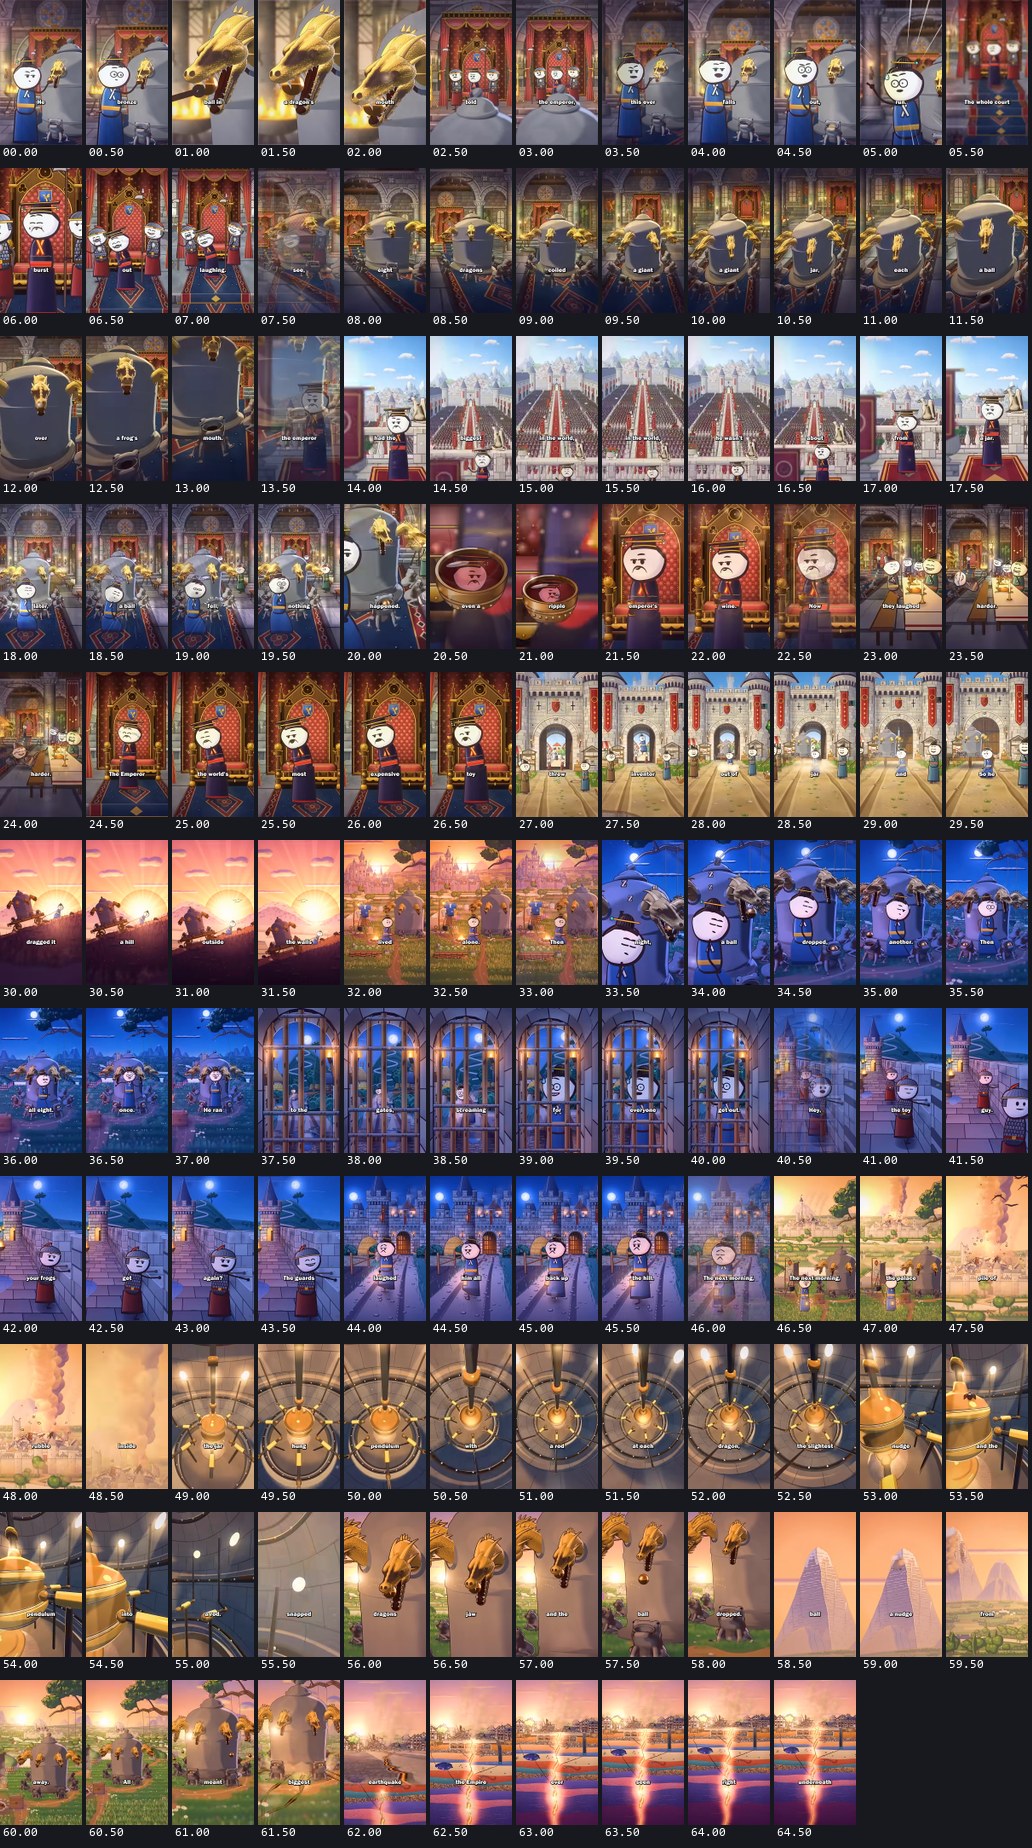 He bronze ball in a dragon's mouth told the emperor, this over falls out, run. The whole court
00.00 00.50 01.00 01.50 02.00 02.50 03.00 03.50 04.00 04.50 05.00 05.50
burst out laughing. see. eight dragons coiled a giant a giant jar. each a ball
06.00 06.50 07.00 07.50 08.00 08.50 09.00 09.50 10.00 10.50 11.00 11.50
over a frog's mouth. the emperor had the biggest in the world. in the world. he wasn't about from a jar.
12.00 12.50 13.00 13.50 14.00 14.50 15.00 15.50 16.00 16.50 17.00 17.50
later, a ball fell. nothing happened. even a ripple emperor's wine. Now they laughed harder.
18.00 18.50 19.00 19.50 20.00 20.50 21.00 21.50 22.00 22.50 23.00 23.50
harder. The Emperor the world's most expensive toy threw inventor out of jar and So he
24.00 24.50 25.00 25.50 26.00 26.50 27.00 27.50 28.00 28.50 29.00 29.50
dragged it a hill outside the walls lived alone. Then night. a ball dropped. another. Then
30.00 30.50 31.00 31.50 32.00 32.50 33.00 33.50 34.00 34.50 35.00 35.50
all eight. once. He ran to the gates, screaming for everyone get out. Hey, the toy guy.
36.00 36.50 37.00 37.50 38.00 38.50 39.00 39.50 40.00 40.50 41.00 41.50
your frogs get again? The guards laughed him all back up the hill. The next morning, The next morning, the palace pile of
42.00 42.50 43.00 43.50 44.00 44.50 45.00 45.50 46.00 46.50 47.00 47.50
rubble inside the jar hung pendulum with a rod at each dragon. the slightest nudge and the
48.00 48.50 49.00 49.50 50.00 50.50 51.00 51.50 52.00 52.50 53.00 53.50
pendulum into a rod. snapped dragons jaw and the ball dropped. ball a nudge from
54.00 54.50 55.00 55.50 56.00 56.50 57.00 57.50 58.00 58.50 59.00 59.50
away. All meant biggest earthquake the Empire ever seen right underneath
60.00 60.50 61.00 61.50 62.00 62.50 63.00 63.50 64.00 64.50